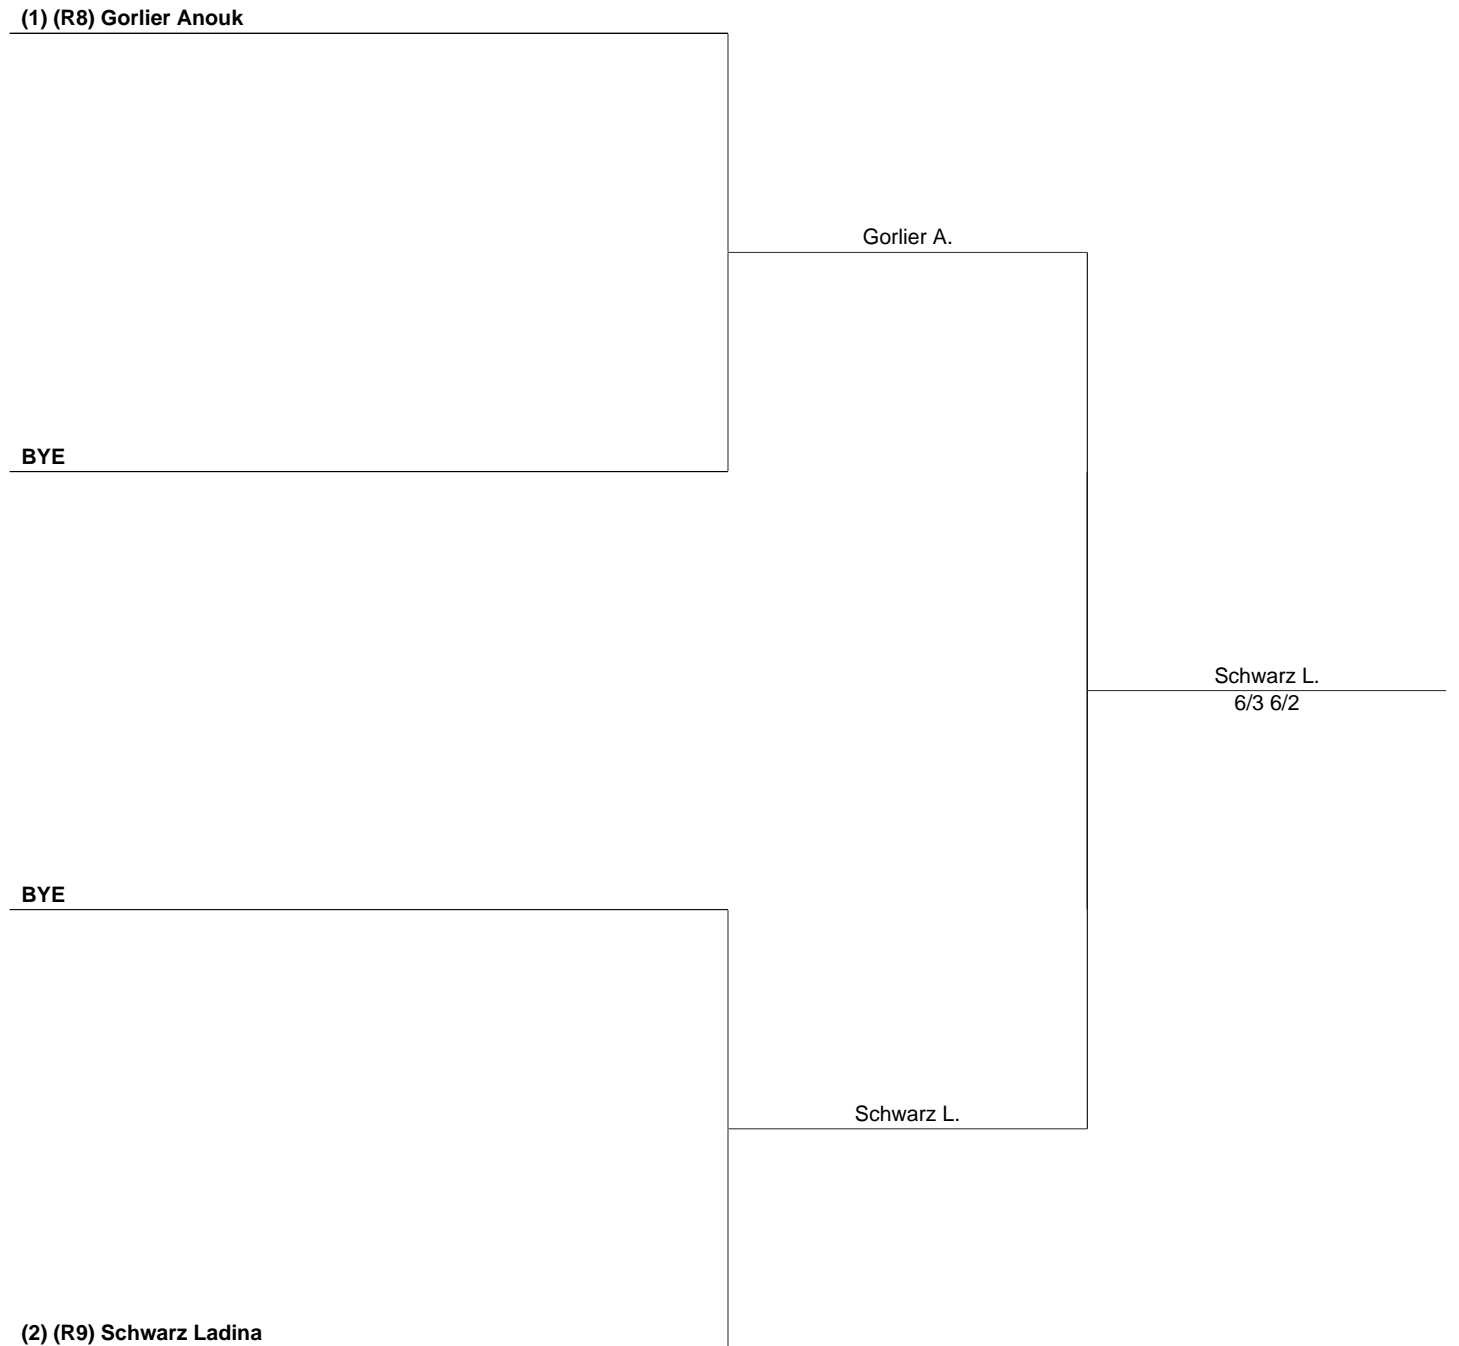 (1) (R8) Gorlier Anouk
Gorlier A.
BYE
Schwarz L.
6/3 6/2
BYE
Schwarz L.
(2) (R9) Schwarz Ladina